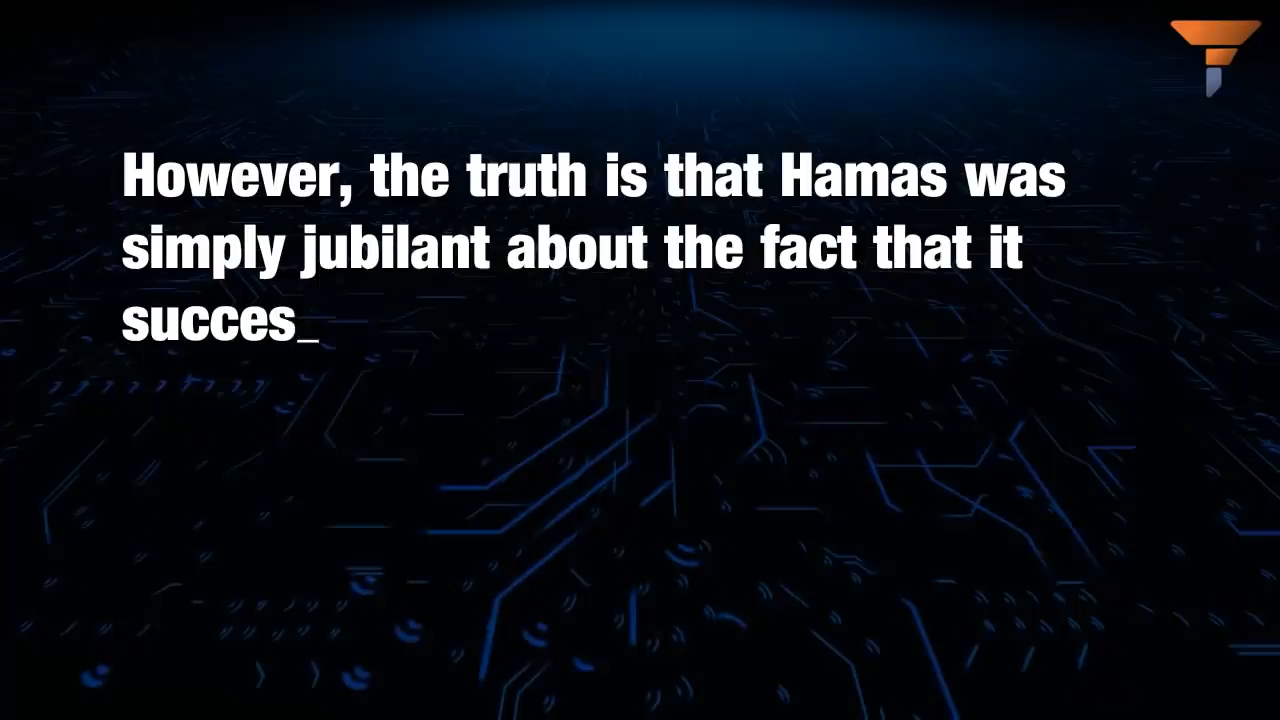 However, the truth is that Hamas was
simply jubilant about the fact that it
succes_